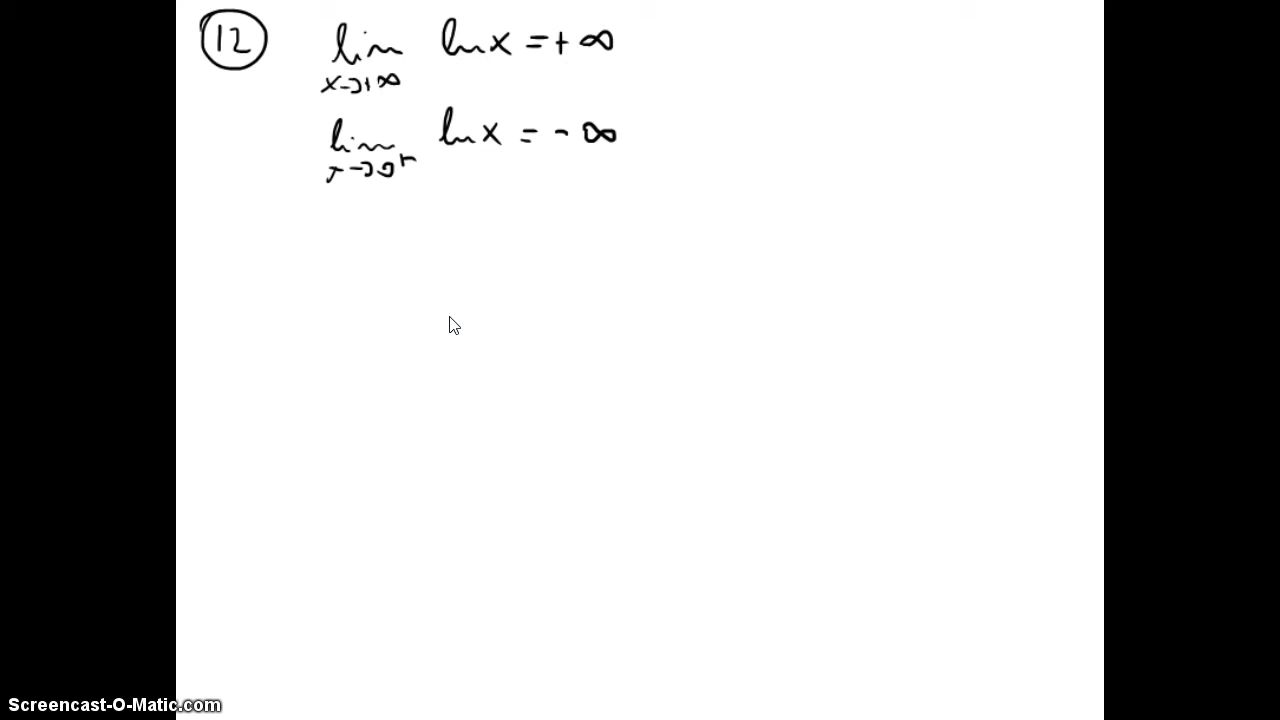 12 lim ln x = + ∞
x→+∞
lim ln x = - ∞
x→0⁺
Screencast-O-Matic.com